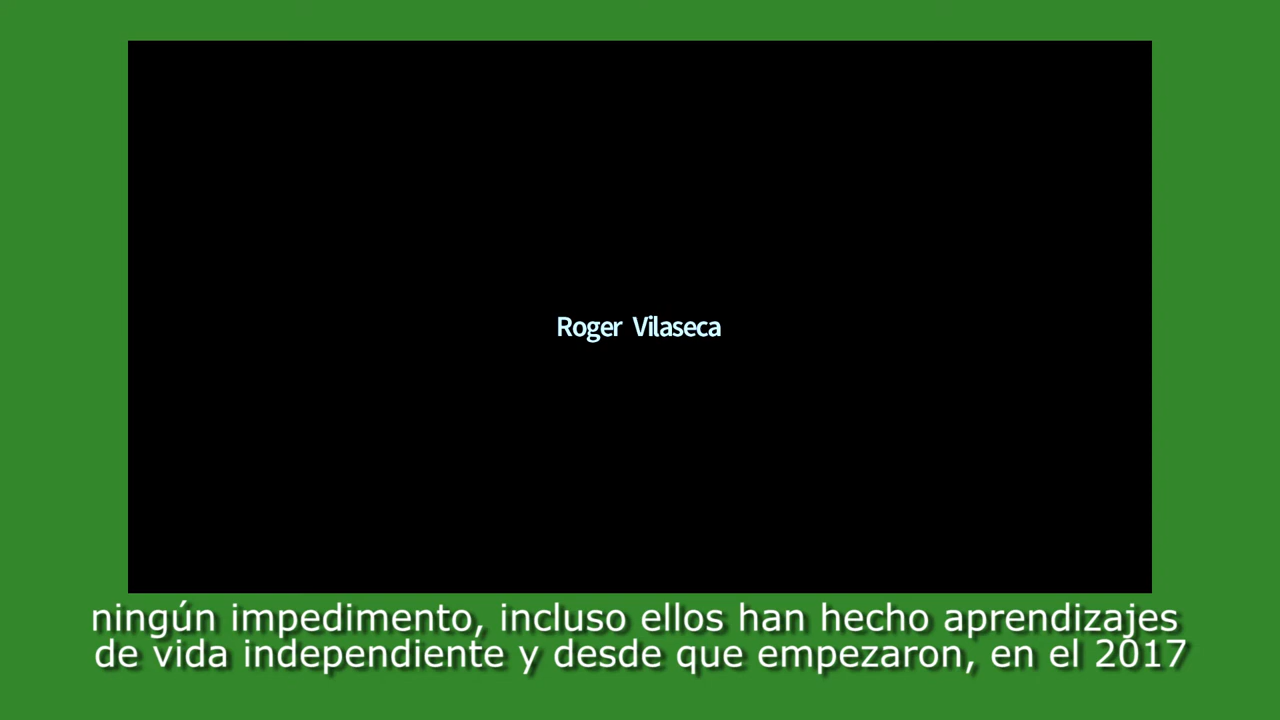 Roger Vilaseca
ningún impedimento, incluso ellos han hecho aprendizajes
de vida independiente y desde que empezaron, en el 2017